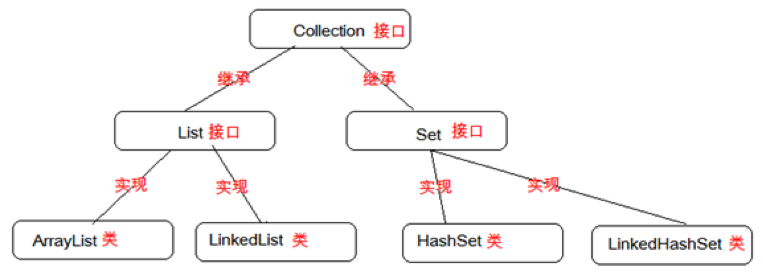 Collection 接口
继承 继承
List 接口 Set 接口
实现 实现 实现 实现
ArrayList 类 LinkedList 类 HashSet 类 LinkedHashSet 类